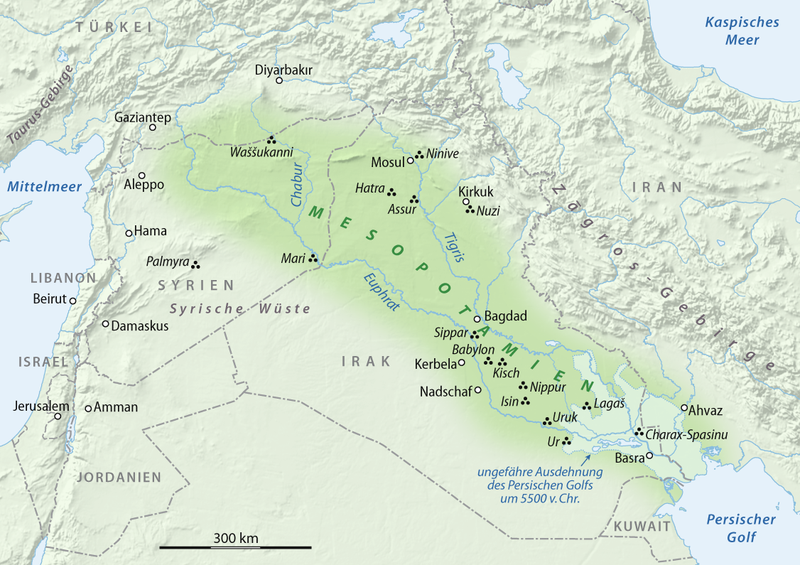 TÜRKEI
Kaspisches
Meer
Diyarbakır
Taurus-Gebirge
Gaziantep
Waššukanni
Mosul
Ninive
Mittelmeer
Aleppo
Chabur
Hatra
Assur
Kirkuk
Nuzi
IRAN
Zagros-Gebirge
MESOPOTAMIEN
Hama
Tigris
Palmyra
Mari
SYRIEN
LIBANON
Euphrat
Beirut
Syrische Wüste
Bagdad
Damaskus
Sippar
Babylon
ISRAEL
IRAK
Kerbela
Kisch
Nadschaf
Nippur
Isin
Lagaš
Jerusalem
Amman
Uruk
Ahvaz
Ur
Charax-Spasinu
Basra
JORDANIEN
ungefähre Ausdehnung
des Persischen Golfs
um 5500 v. Chr.
KUWAIT
Persischer
Golf
300 km